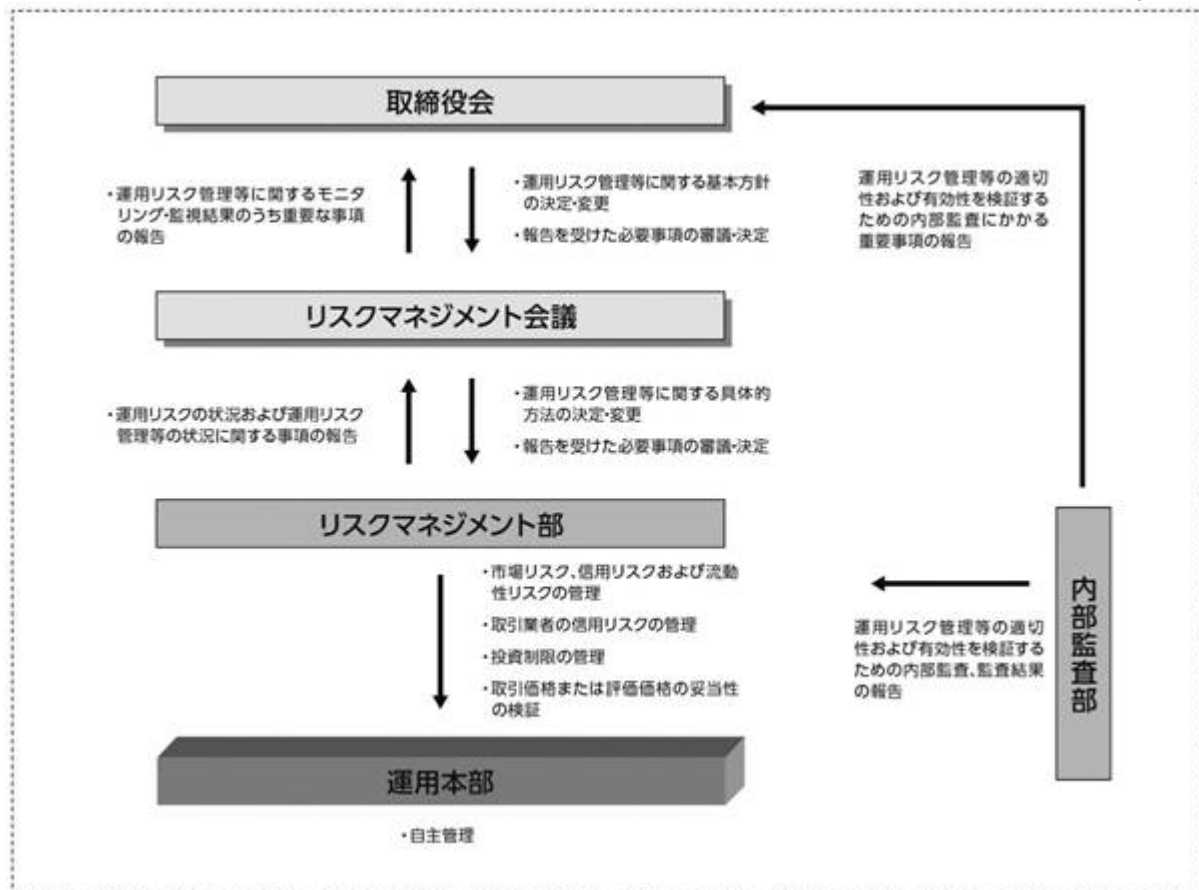 取締役会
・運用リスク管理等に関するモニタ
リング・監視結果のうち重要な事項
の報告
・運用リスク管理等に関する基本方針
の決定・変更
・報告を受けた必要事項の審議・決定
運用リスク管理等の適切
性および有効性を検証する
ための内部監査にかかる
重要事項の報告
リスクマネジメント会議
・運用リスクの状況および運用リスク
管理等の状況に関する事項の報告
・運用リスク管理等に関する具体的
方法の決定・変更
・報告を受けた必要事項の審議・決定
リスクマネジメント部
・市場リスク、信用リスクおよび流動
性リスクの管理
・取引業者の信用リスクの管理
・投資制限の管理
・取引価格または評価価格の妥当性
の検証
運用リスク管理等の適切
性および有効性を検証する
ための内部監査、監査結果
の報告
内部監査部
運用本部
・自主管理